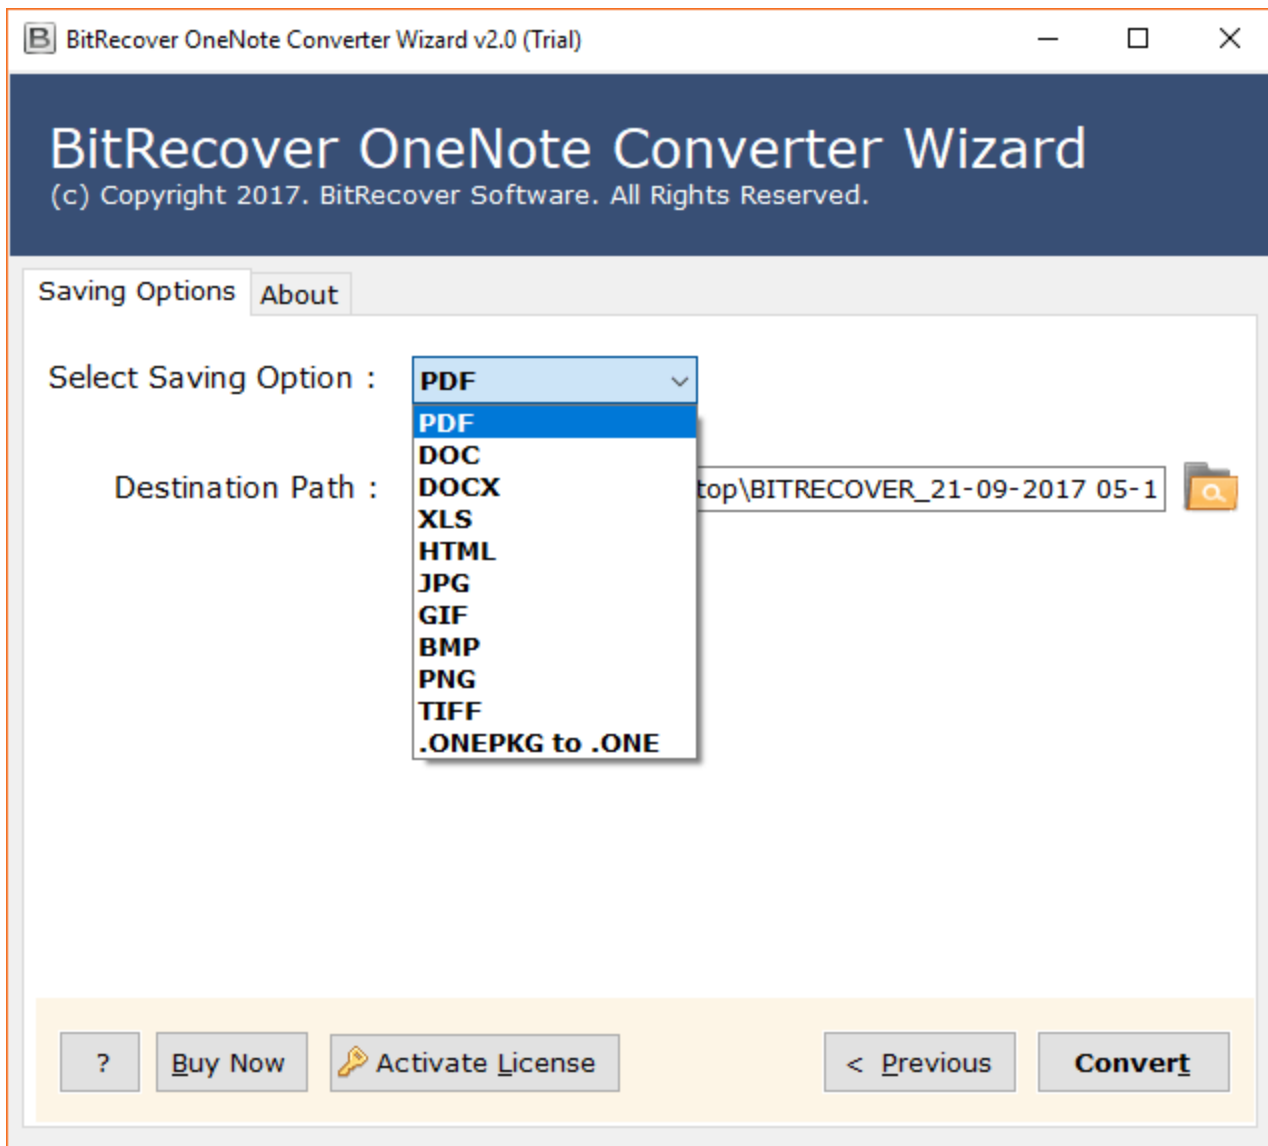 BitRecover OneNote Converter Wizard v2.0 (Trial)
BitRecover OneNote Converter Wizard
(c) Copyright 2017. BitRecover Software. All Rights Reserved.
Saving Options About
Select Saving Option : PDF
PDF
DOC
Destination Path : top\BITRECOVER_21-09-2017 05-1
DOCX
XLS
HTML
JPG
GIF
BMP
PNG
TIFF
.ONEPKG to .ONE
? Buy Now Activate License < Previous Convert